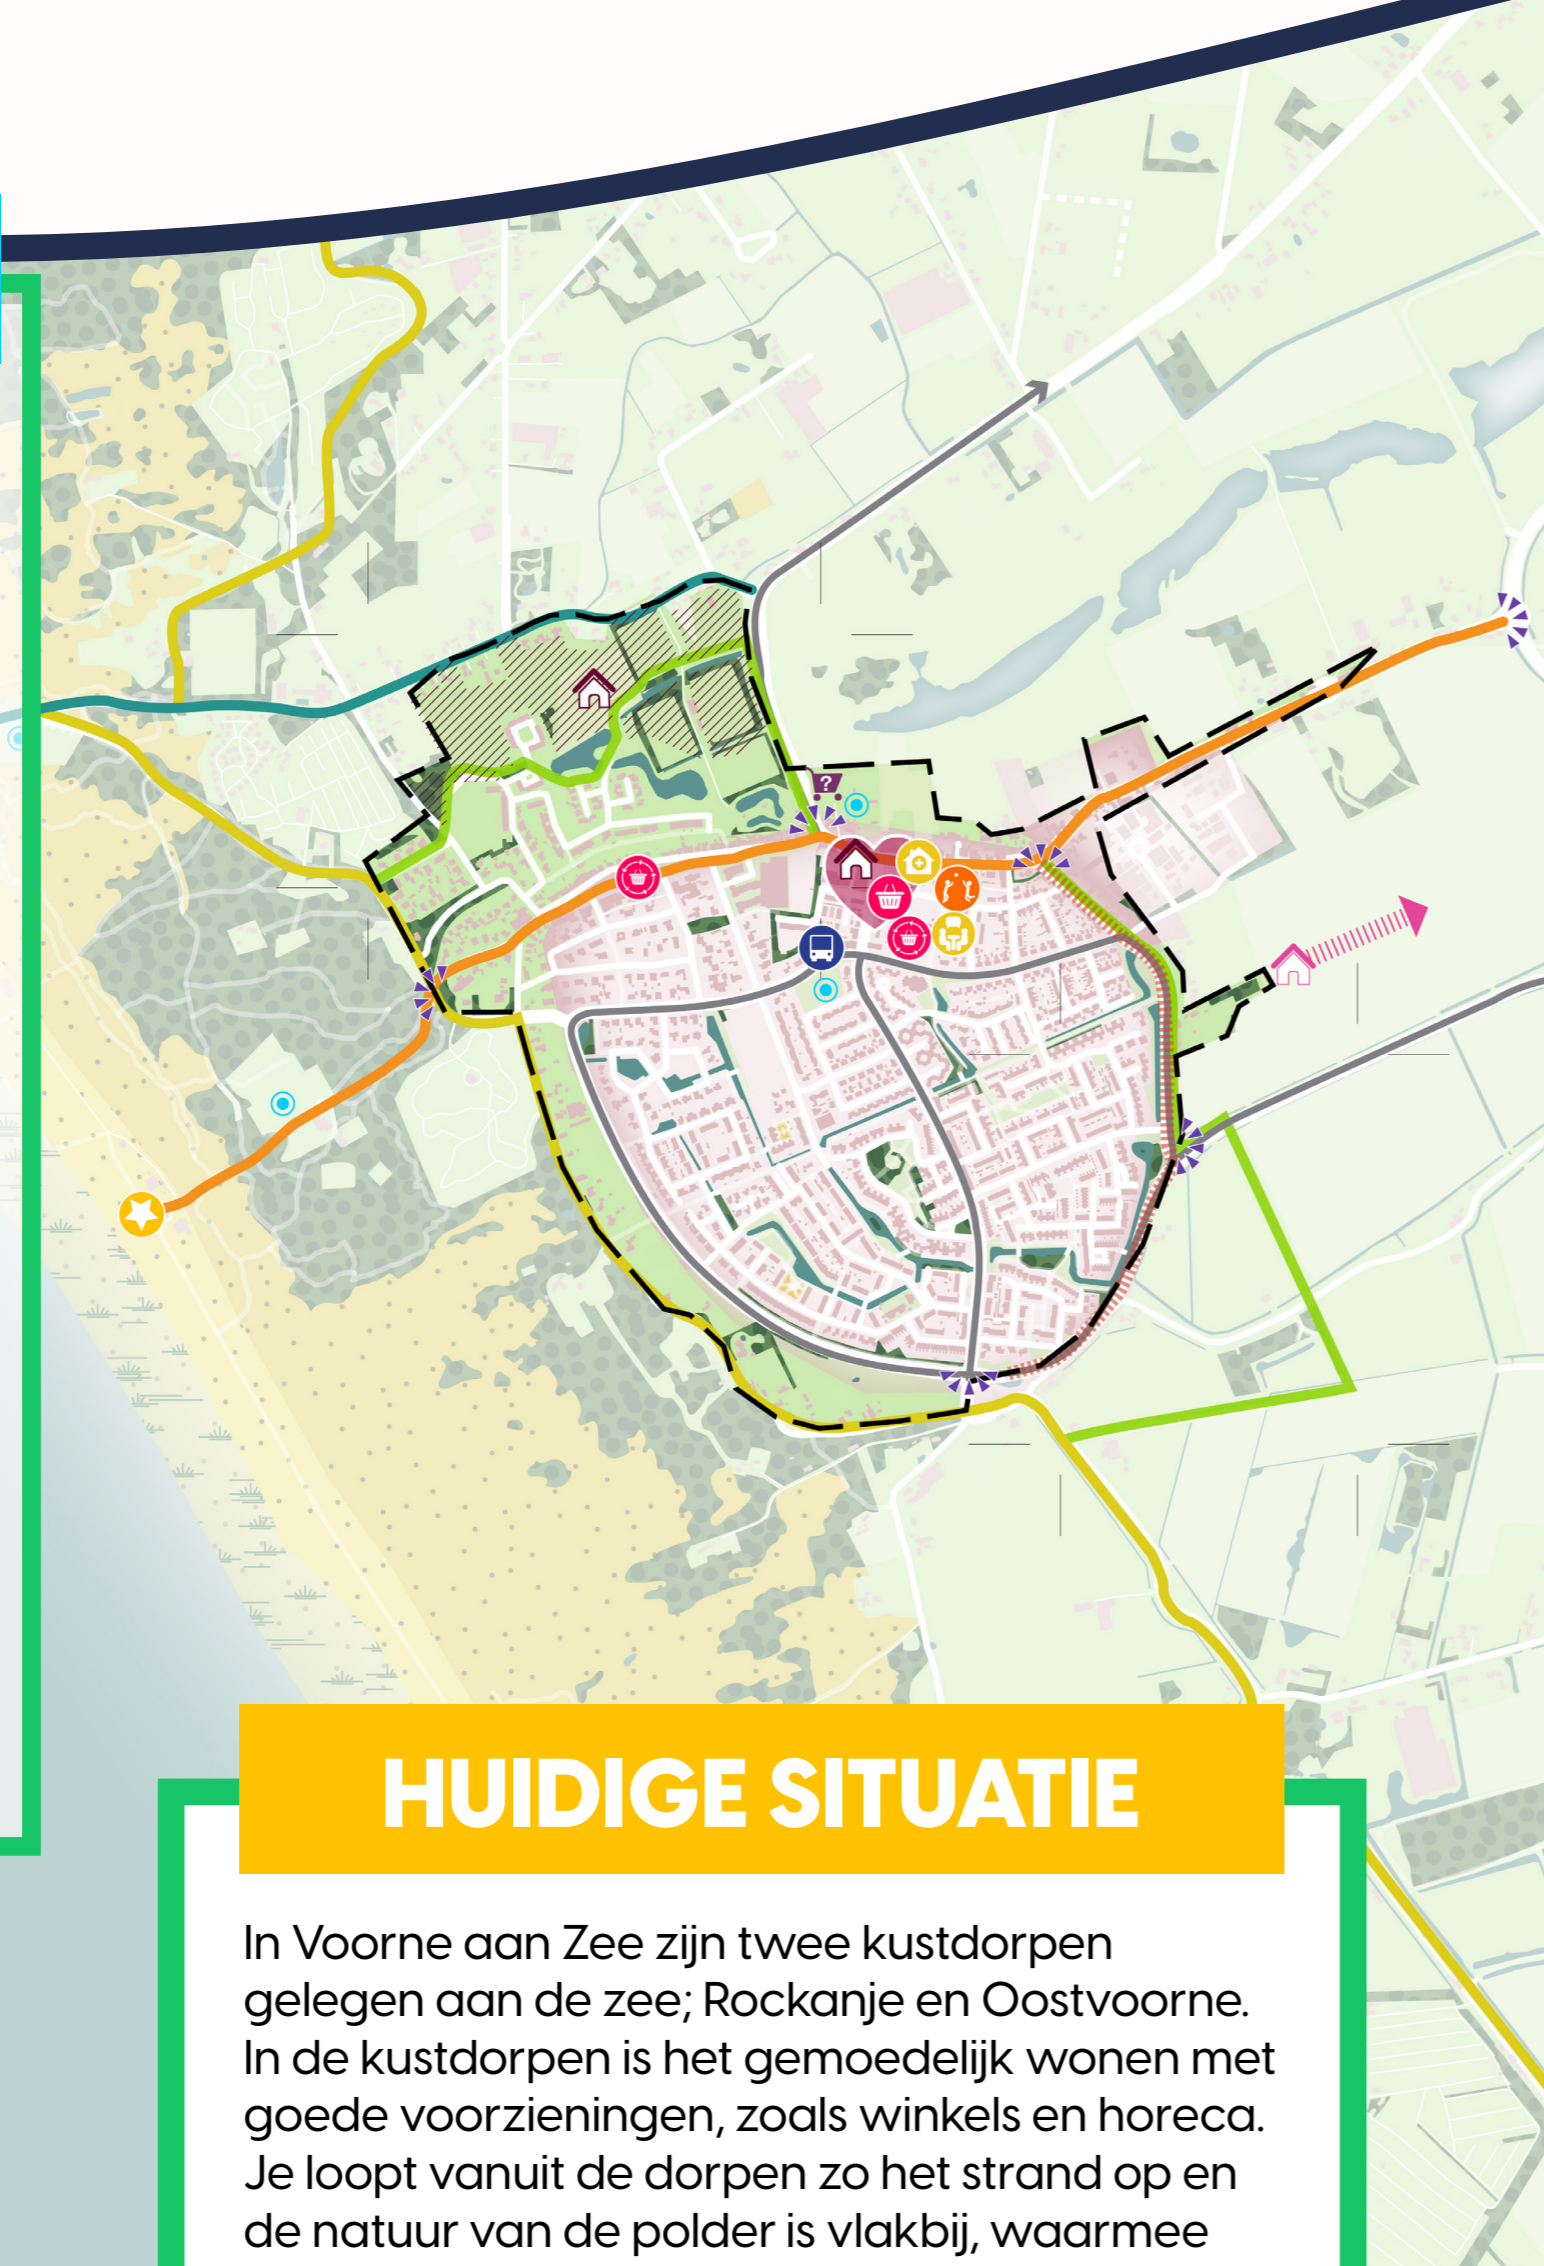 ?
HUIDIGE SITUATIE
In Voorne aan Zee zijn twee kustdorpen
gelegen aan de zee; Rockanje en Oostvoorne.
In de kustdorpen is het gemoedelijk wonen met
goede voorzieningen, zoals winkels en horeca.
Je loopt vanuit de dorpen zo het strand op en
de natuur van de polder is vlakbij, waarmee